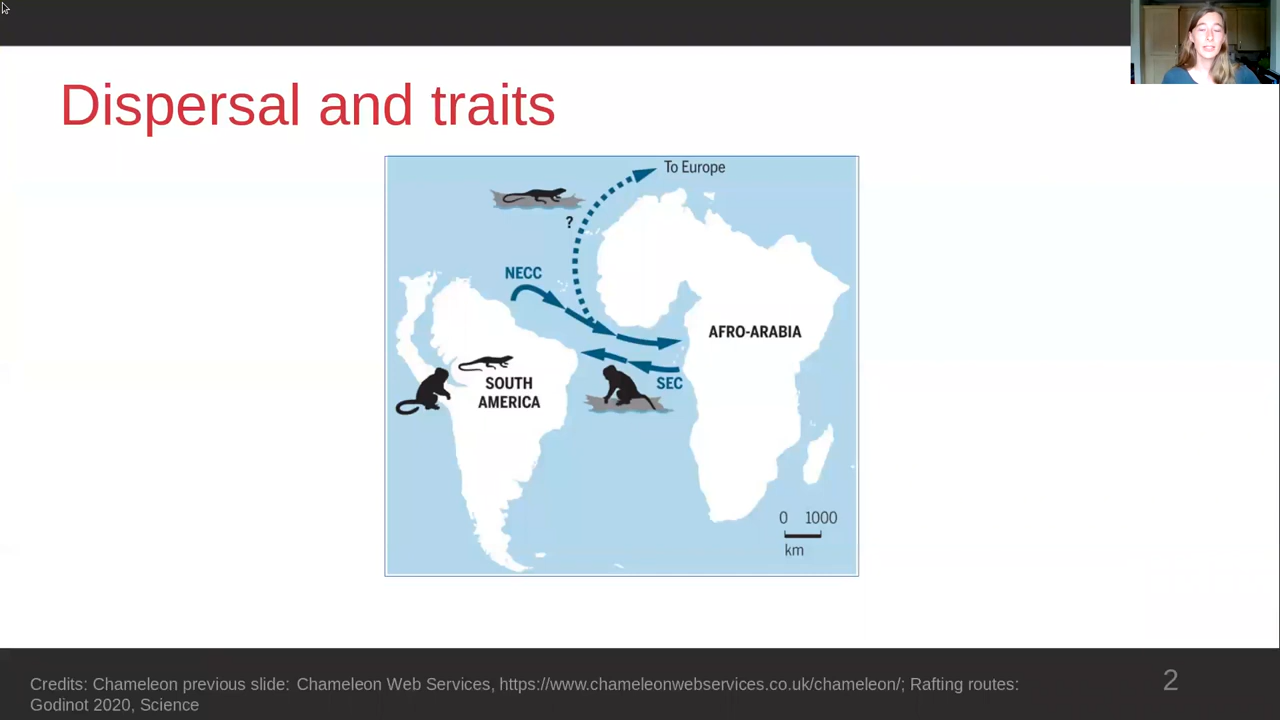 Dispersal and traits
To Europe
?
NECC
AFRO-ARABIA
SOUTH
AMERICA
SEC
0 1000
km
Credits: Chameleon previous slide: Chameleon Web Services, https://www.chameleonwebservices.co.uk/chameleon/; Rafting routes:
Godinot 2020, Science
2